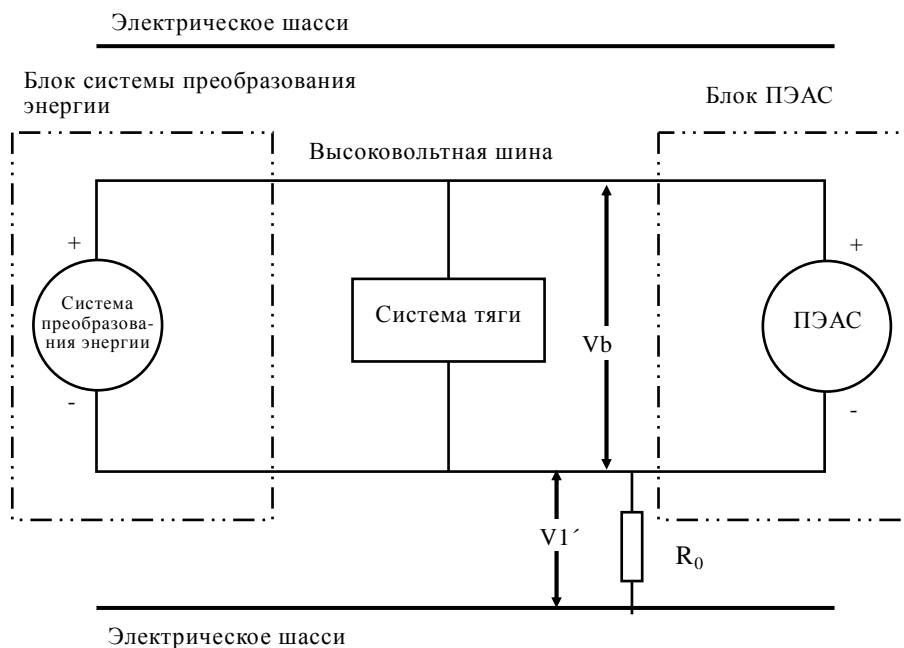 Электрическое шасси
Блок системы преобразования
энергии
Блок ПЭАС
Высоковольтная шина
+
+
Система
преобразова-
ния энергии
Система тяги
ПЭАС
Vb
-
-
V1´
R₀
Электрическое шасси